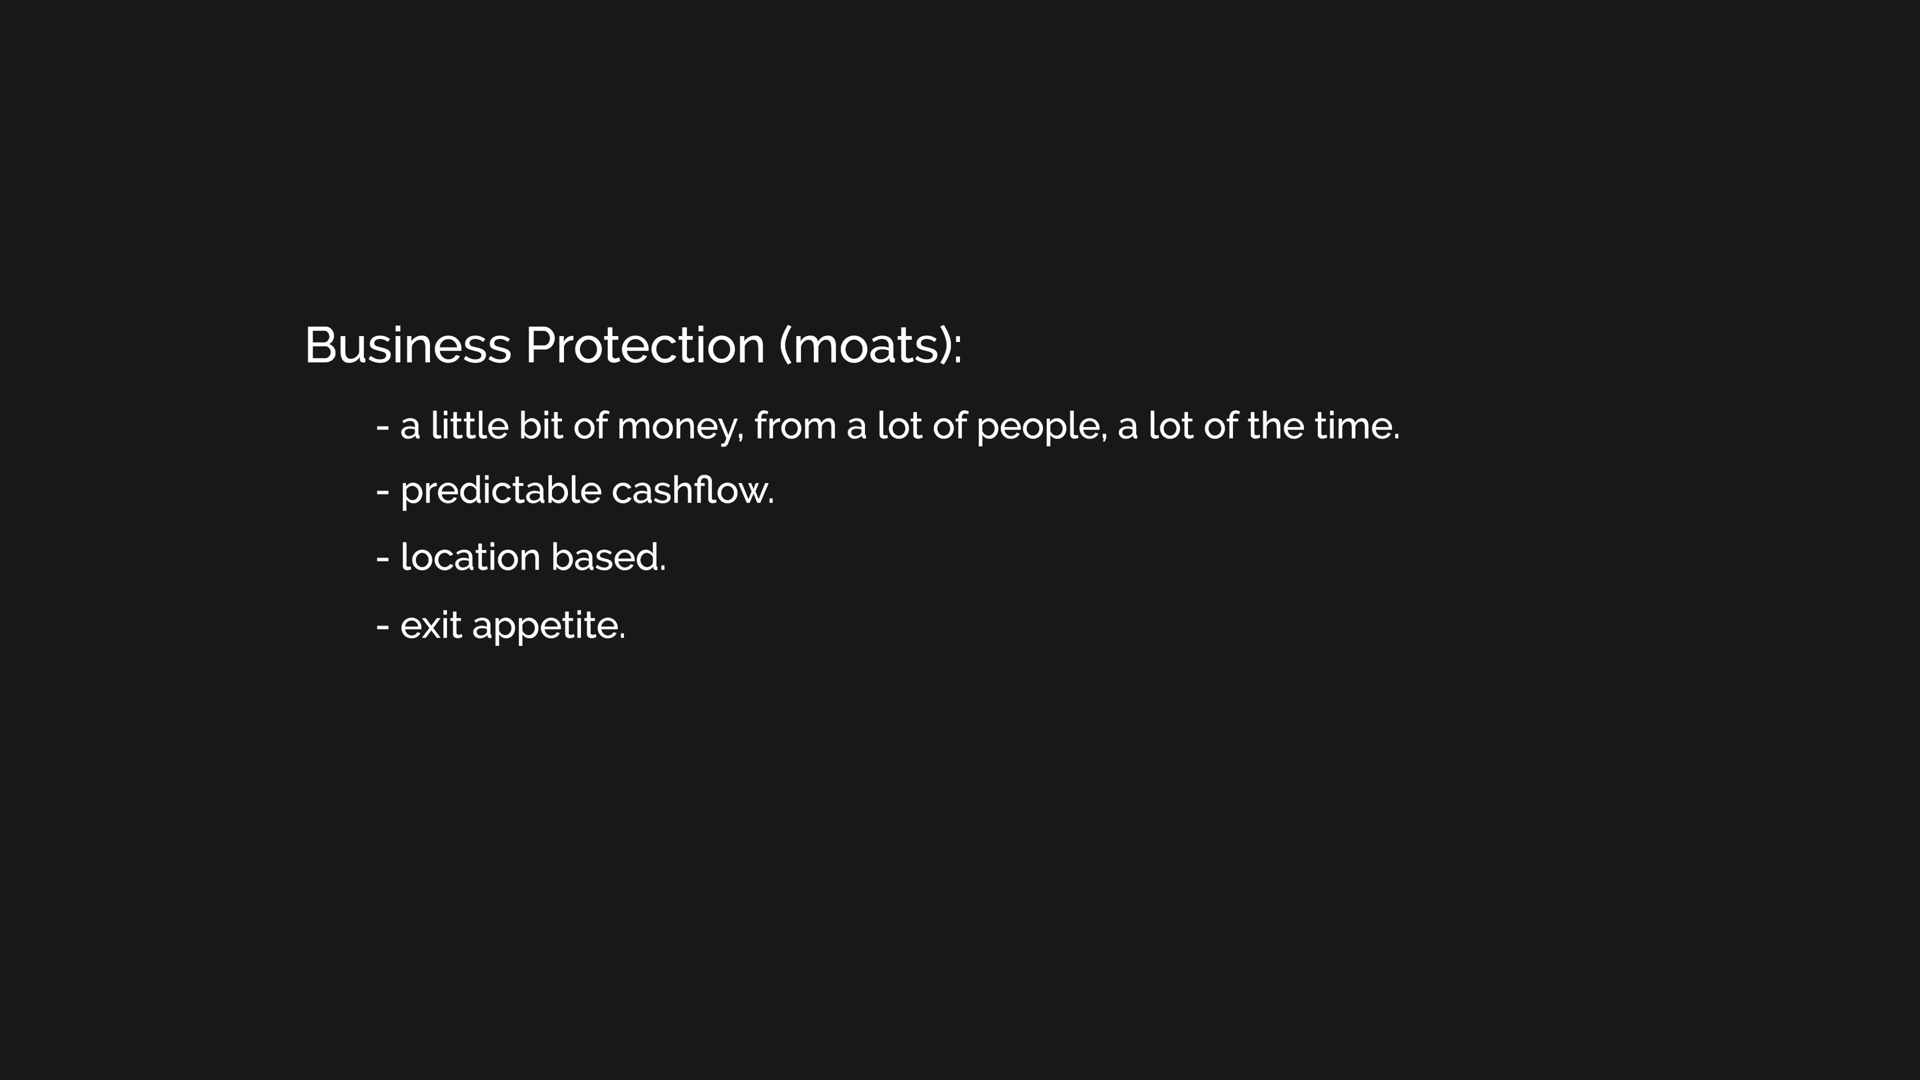 Business Protection (moats):
- a little bit of money, from a lot of people, a lot of the time.
- predictable cashflow.
- location based.
- exit appetite.